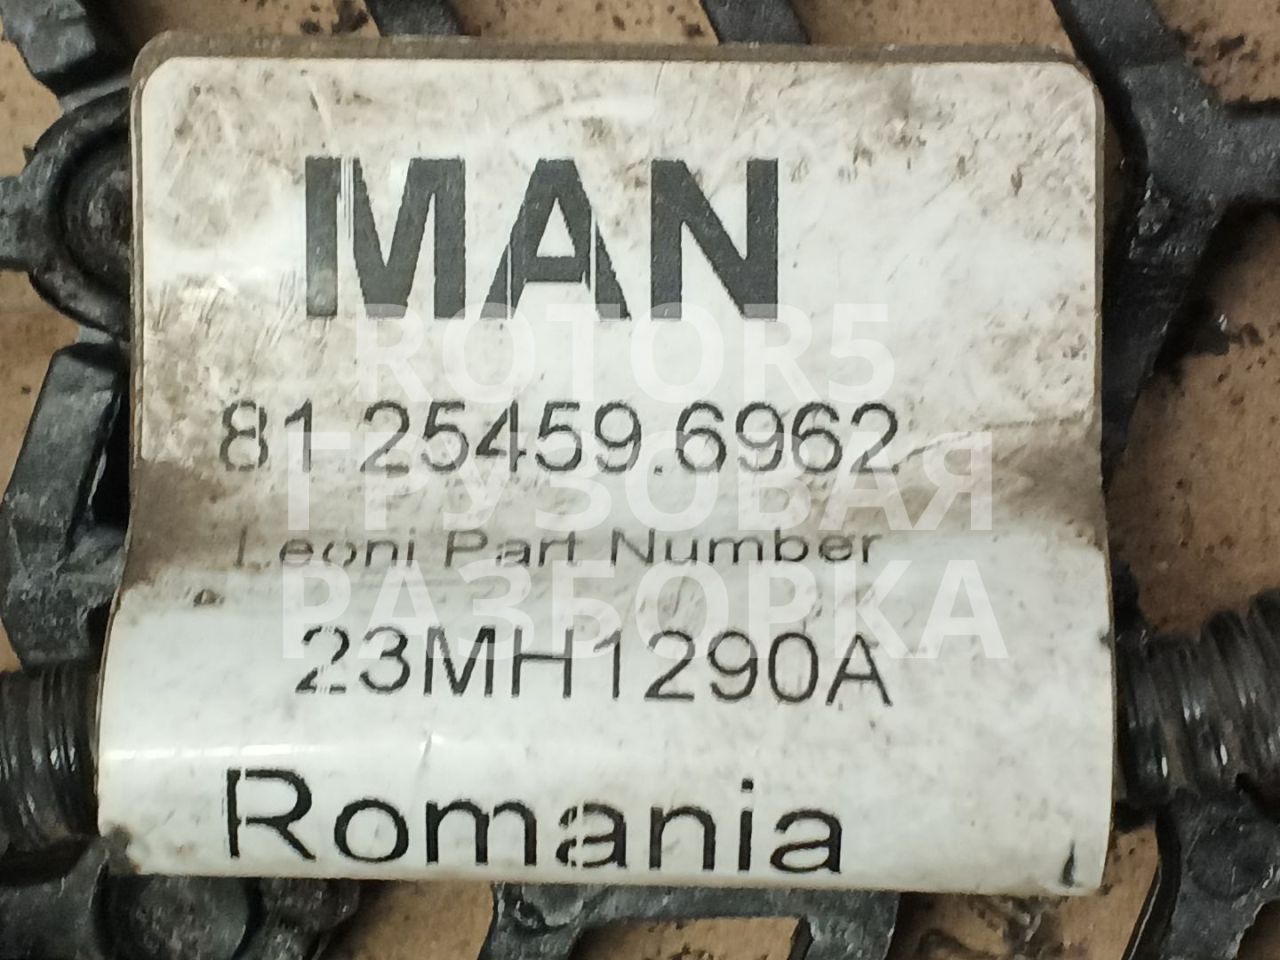 MAN
ROTOR5
81.25459.6962
ГРУЗОВАЯ
Leoni Part Number
РАЗБОРКА
23MH1290A
Romania